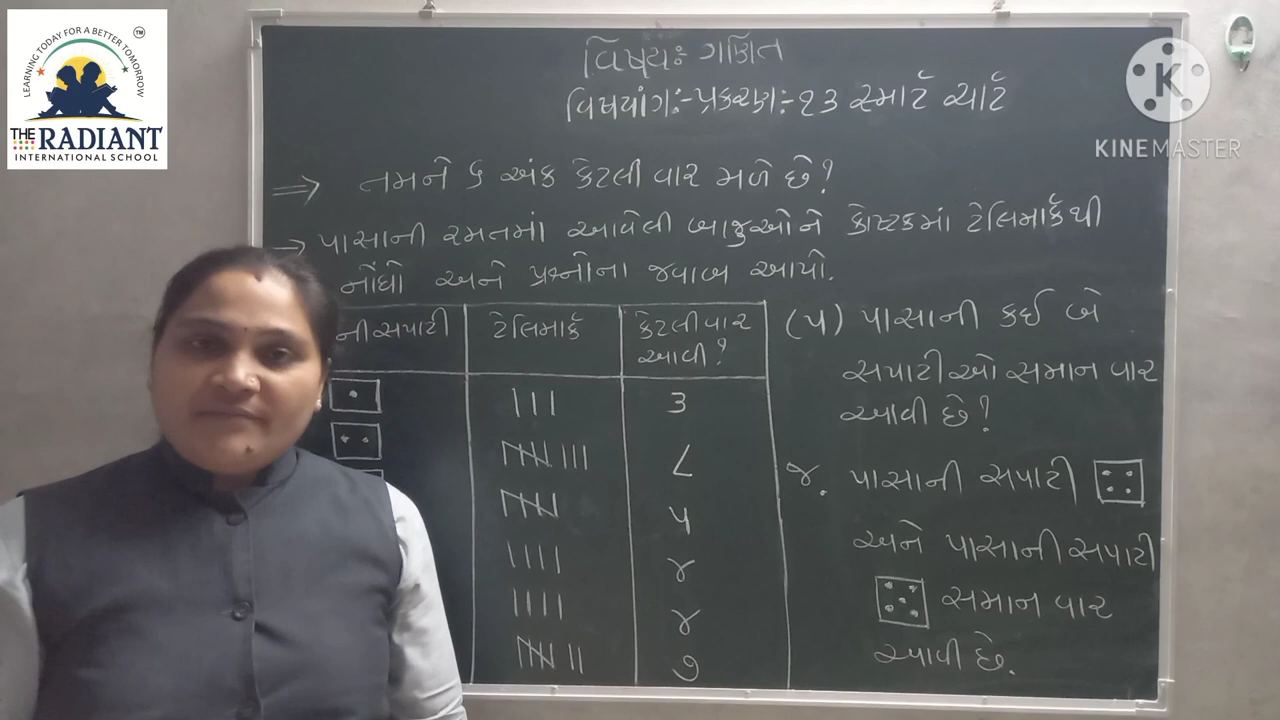 LEARNING TODAY FOR A BETTER TOMORROW
TM
THE RADIANT
INTERNATIONAL SCHOOL
K
KINEMASTER
વિષય:- ગણિત
વિષયાંગ:- પ્રકરણ:- ૧૩ સ્માર્ટ ચાર્ટ
⇒ તમને ૬ અંક કેટલી વાર મળે છે?
→ પાસાની રમતમાં આવેલી બાજુઓને કોષ્ટકમાં ટેલિમાર્કથી
નોંધો અને પ્રશ્નોના જવાબ આપો.
ની સપાટી ટેલિમાર્ક કેટલીવાર
આવી?
||| ૩
૮
૫
|||| ૪
|||| ૪
૭
(૫) પાસાની કઈ બે
સપાટીઓ સમાન વાર
આવી છે?
જ. પાસાની સપાટી
અને પાસાની સપાટી
સમાન વાર
આવી છે.